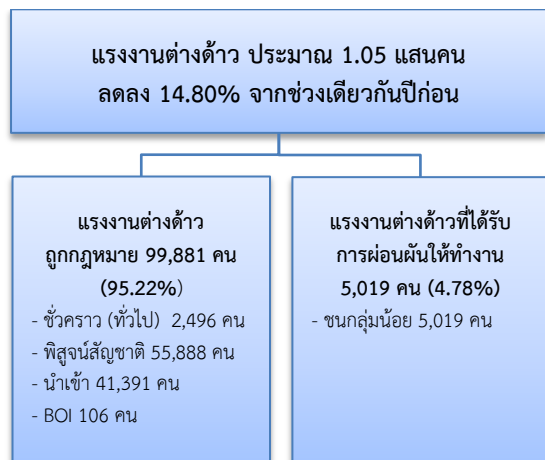 แรงงานต่างด้าว ประมาณ 1.05 แสนคน
ลดลง 14.80% จากช่วงเดียวกันปีก่อน
แรงงานต่างด้าว
ถูกกฎหมาย 99,881 คน
(95.22%)
- ชั่วคราว (ทั่วไป) 2,496 คน
- พิสูจน์สัญชาติ 55,888 คน
- นำเข้า 41,391 คน
- BOI 106 คน
แรงงานต่างด้าวที่ได้รับ
การผ่อนผันให้ทำงาน
5,019 คน (4.78%)
- ชนกลุ่มน้อย 5,019 คน